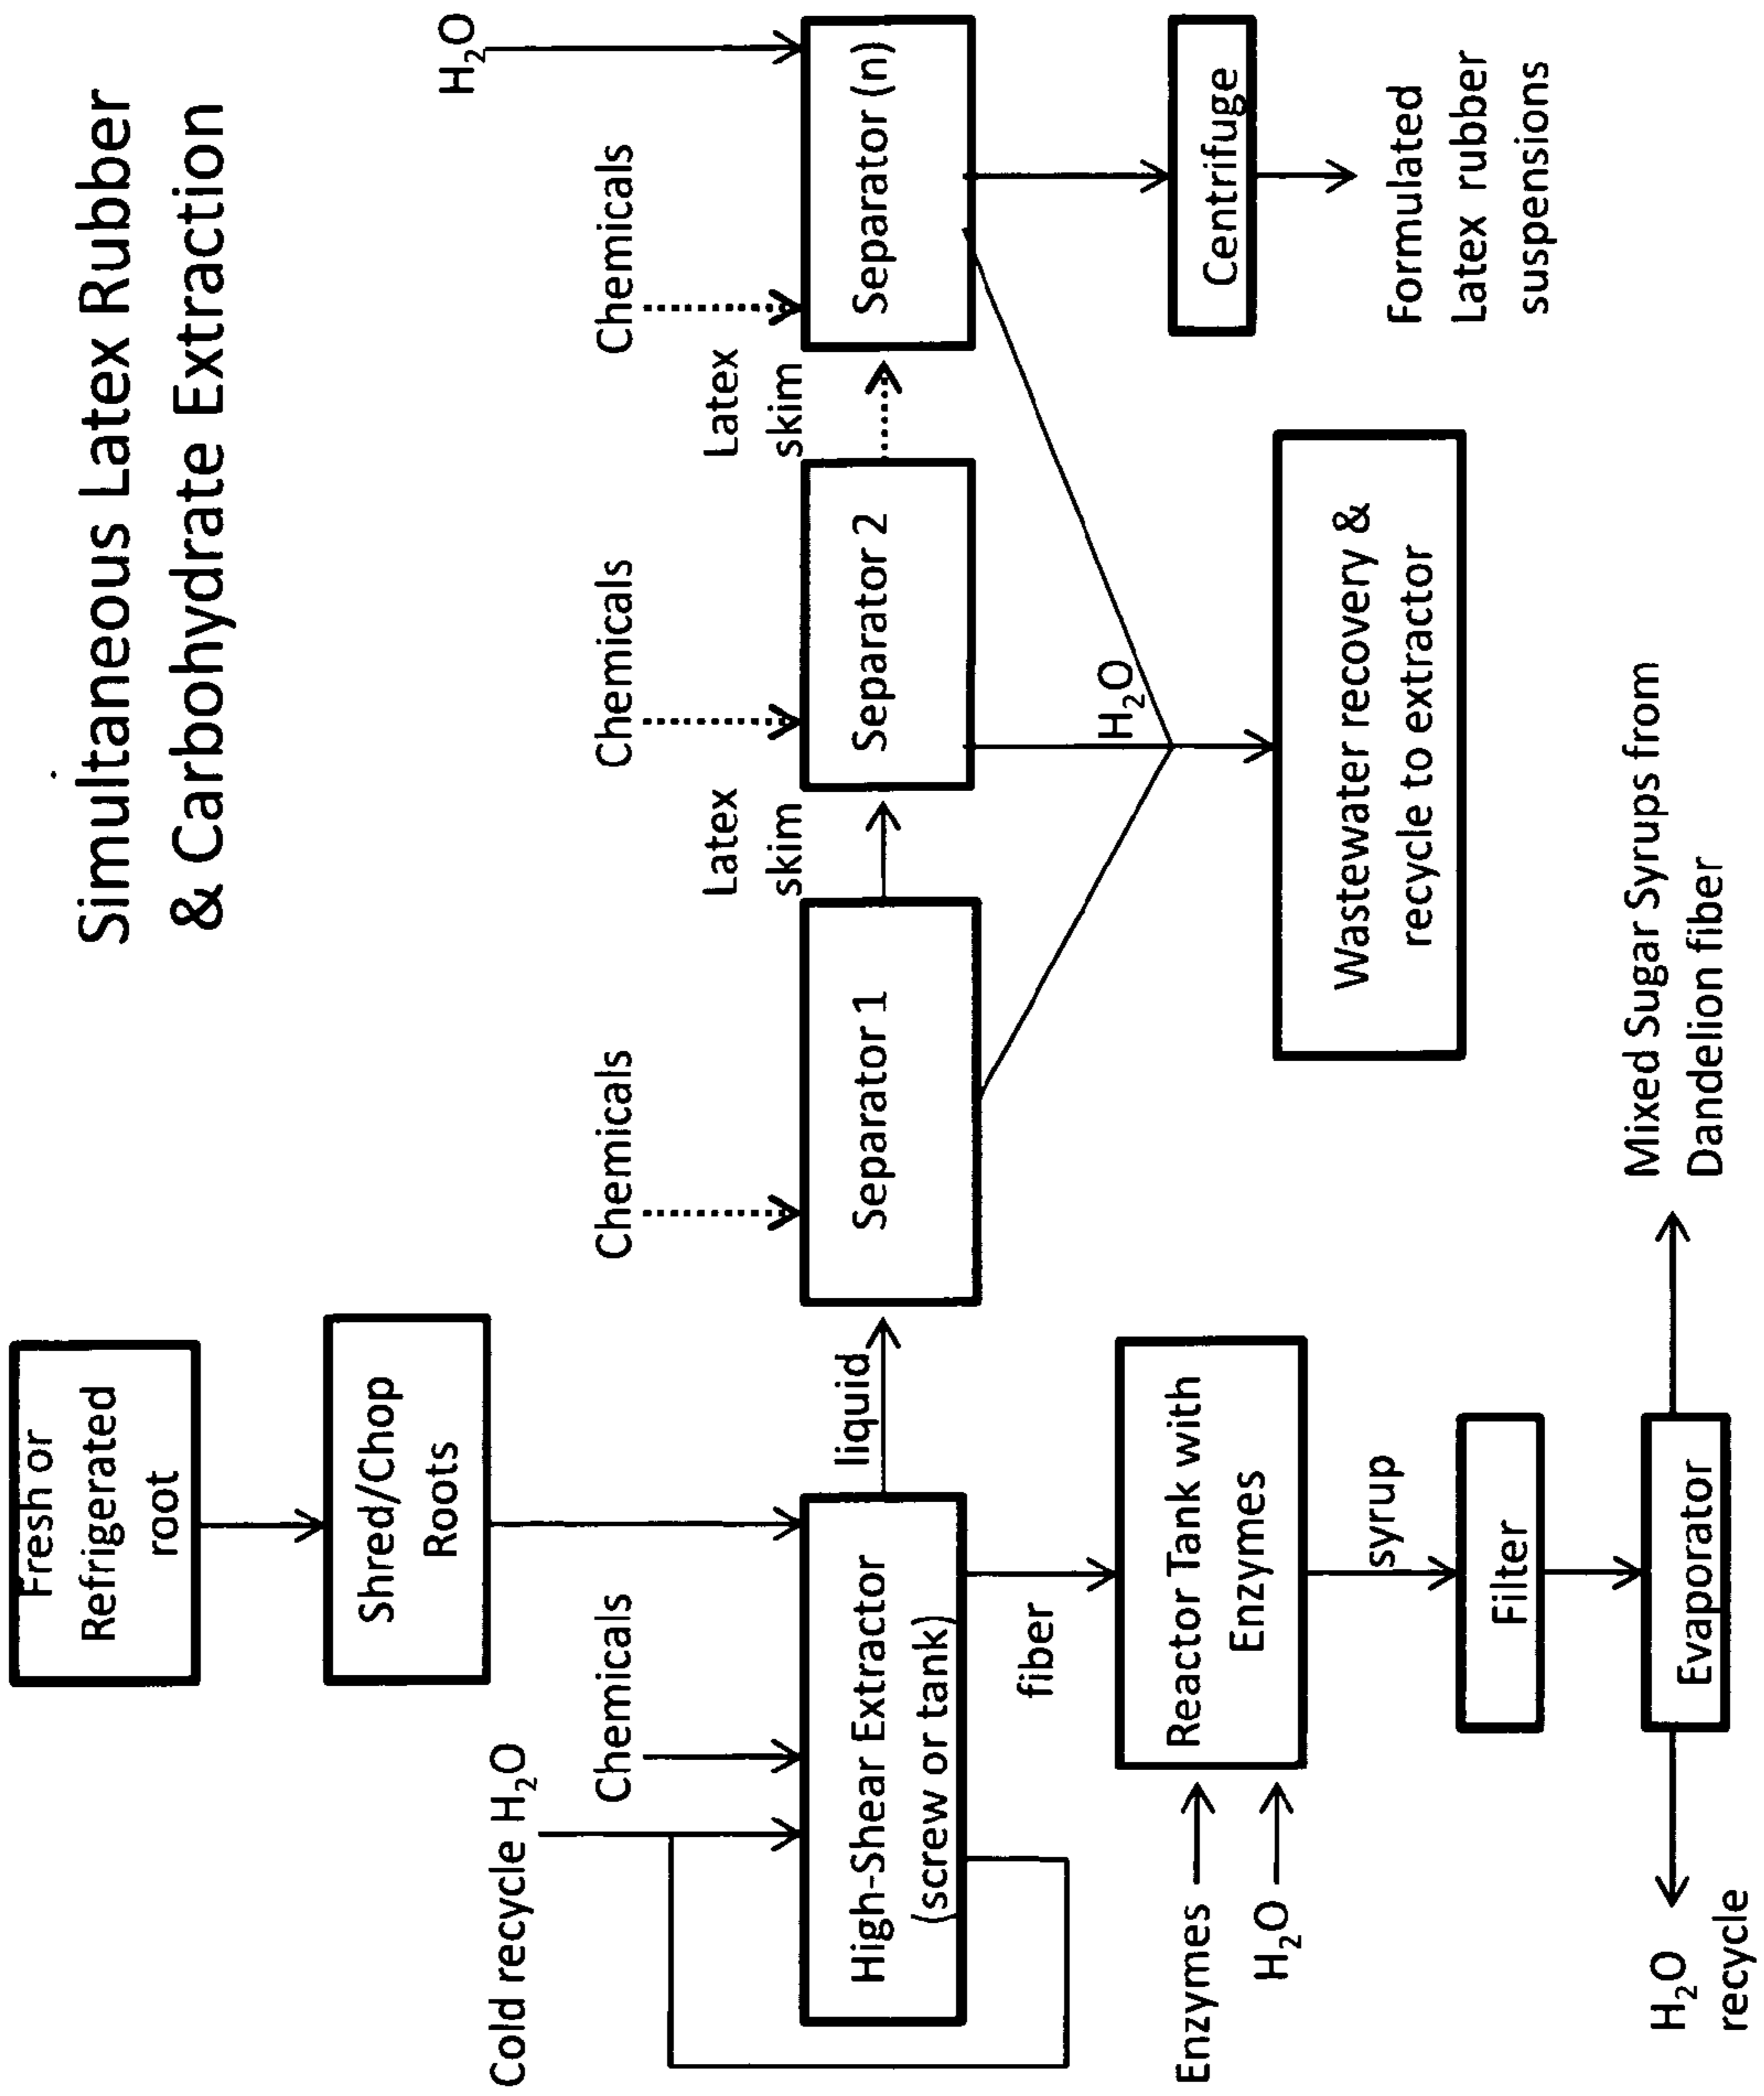 Simultaneous Latex Rubber
& Carbohydrate Extraction
Fresh or
Refrigerated
root
Shred/Chop
Roots
Cold recycle H₂O
Chemicals
High-Shear Extractor
(screw or tank)
liquid
Chemicals
Separator 1
Latex
skim
Chemicals
Separator 2
Latex
skim
Chemicals
H₂O
Separator (n)
fiber
Enzymes
H₂O
Reactor Tank with
Enzymes
syrup
Filter
Evaporator
H₂O
recycle
Mixed Sugar Syrups from
Dandelion fiber
H₂O
Wastewater recovery &
recycle to extractor
Centrifuge
Formulated
Latex rubber
suspensions